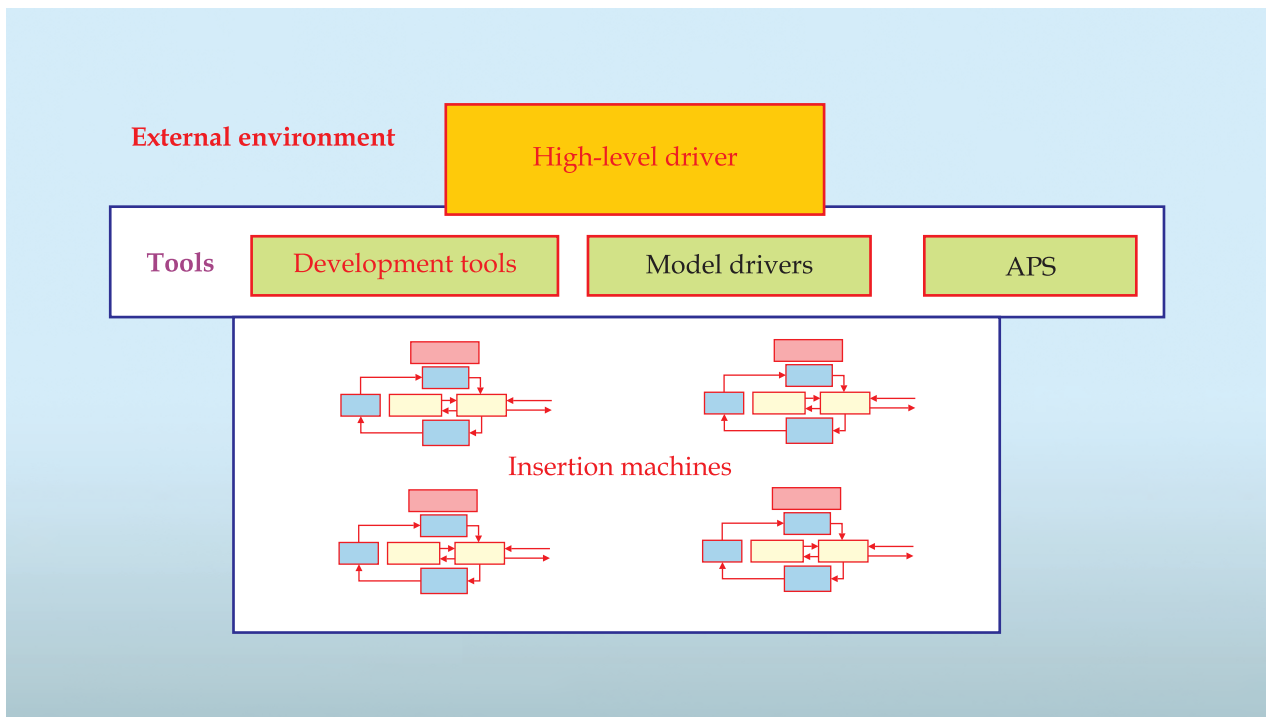 External environment
High-level driver
Tools
Development tools
Model drivers
APS
Insertion machines